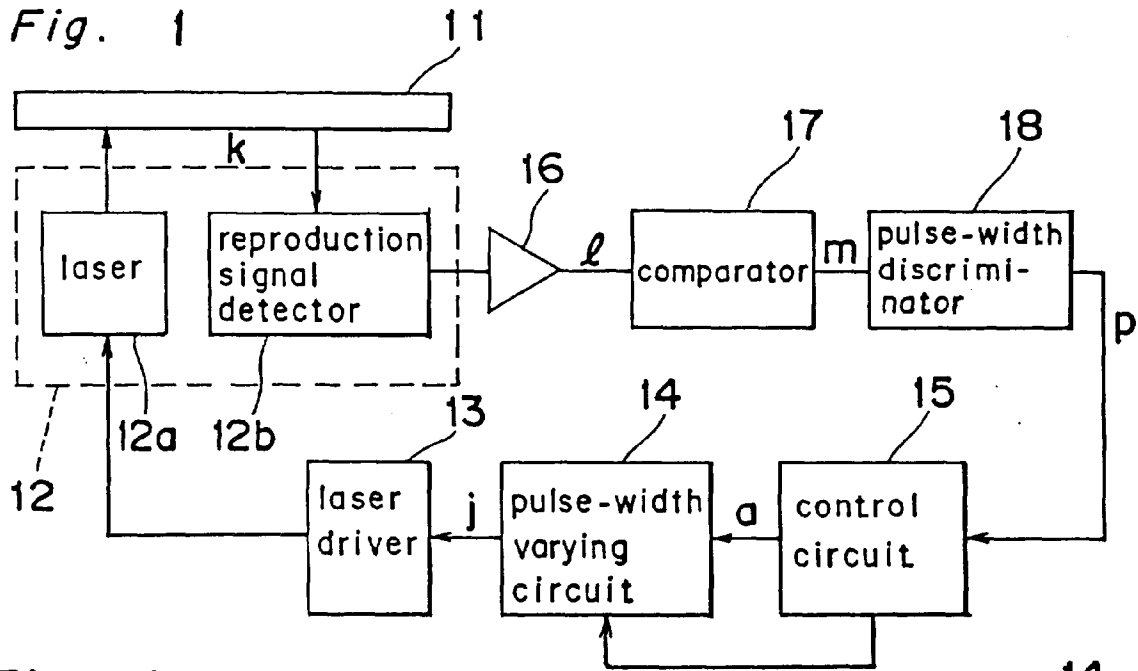 Fig. 1
11
k
17
18
16
laser
reproduction
signal
detector
ℓ
comparator
m
pulse-width
discrimi-
nator
p
12a
12b
13
14
15
12
laser
driver
j
pulse-width
varying
circuit
a
control
circuit